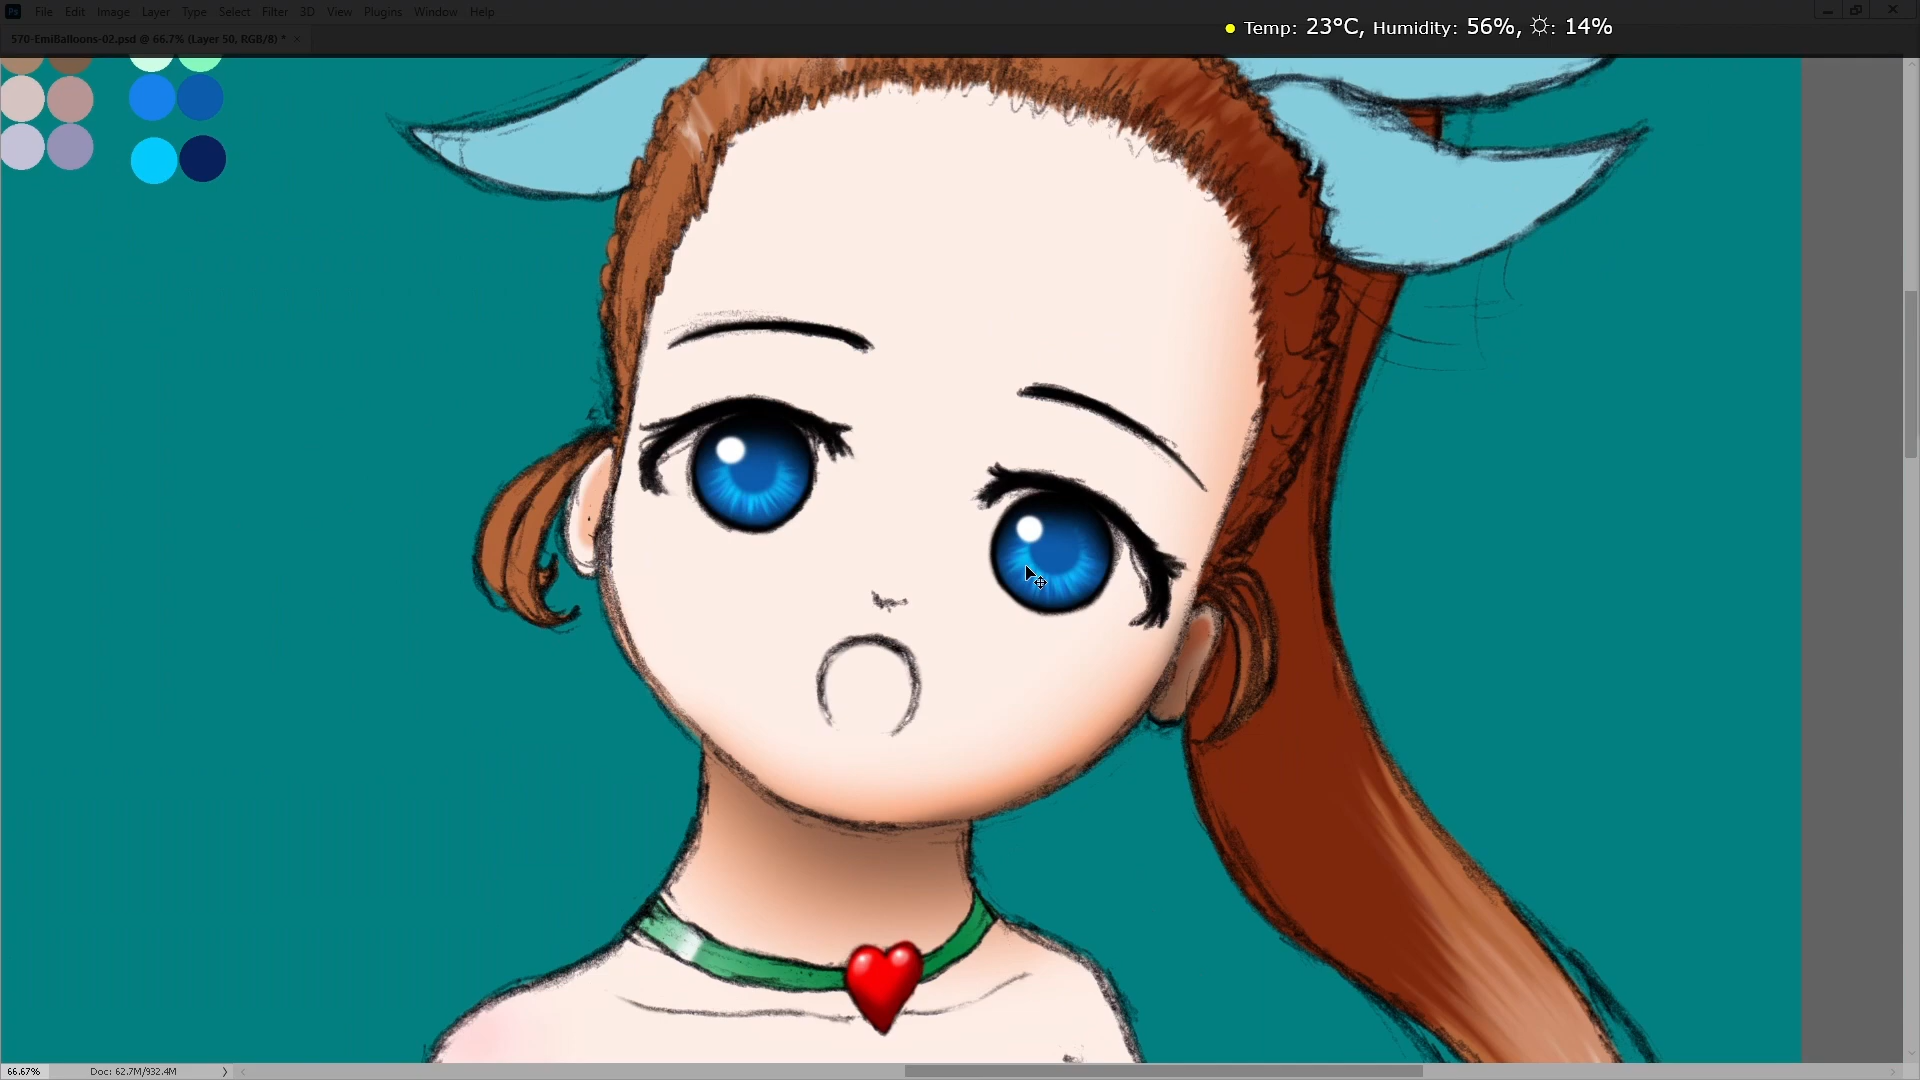 Ps File Edit Image Layer Type Select Filter 3D View Plugins Window Help
Temp: 23°C, Humidity: 56%, : 14%
570-EmiBalloons-02.psd @ 66.7% (Layer 50, RGB/8) *
66.67% Doc: 62.7M/932.4M